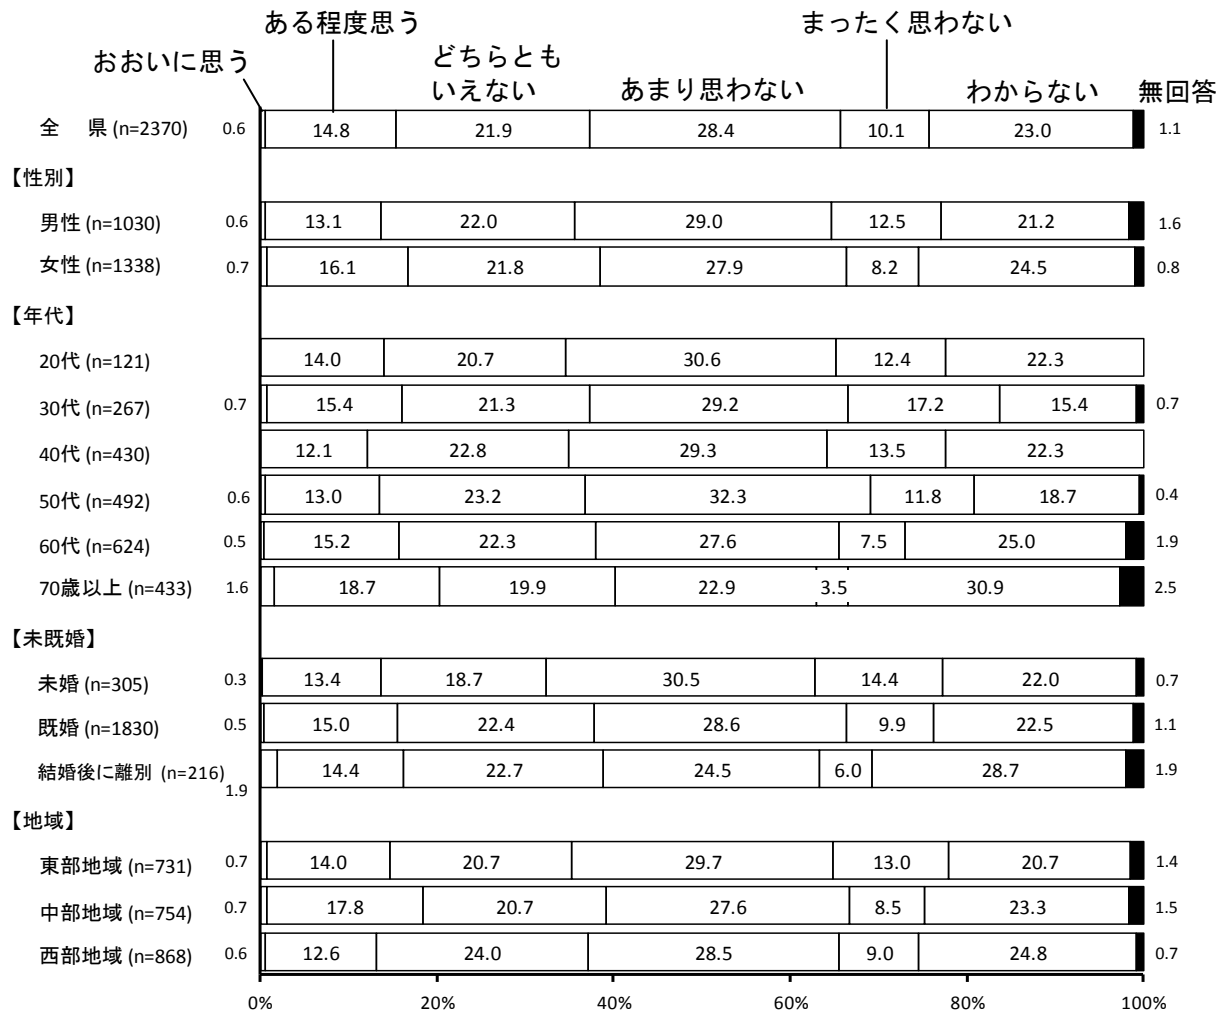 ある程度思う まったく思わない
おおいに思う どちらとも
いえない あまり思わない わからない 無回答
全 県 (n=2370) 0.6 14.8 21.9 28.4 10.1 23.0 1.1
【性別】
男性 (n=1030) 0.6 13.1 22.0 29.0 12.5 21.2 1.6
女性 (n=1338) 0.7 16.1 21.8 27.9 8.2 24.5 0.8
【年代】
20代 (n=121) 14.0 20.7 30.6 12.4 22.3
30代 (n=267) 0.7 15.4 21.3 29.2 17.2 15.4 0.7
40代 (n=430) 12.1 22.8 29.3 13.5 22.3
50代 (n=492) 0.6 13.0 23.2 32.3 11.8 18.7 0.4
60代 (n=624) 0.5 15.2 22.3 27.6 7.5 25.0 1.9
70歳以上 (n=433) 1.6 18.7 19.9 22.9 3.5 30.9 2.5
【未既婚】
未婚 (n=305) 0.3 13.4 18.7 30.5 14.4 22.0 0.7
既婚 (n=1830) 0.5 15.0 22.4 28.6 9.9 22.5 1.1
結婚後に離別 (n=216) 1.9 14.4 22.7 24.5 6.0 28.7 1.9
【地域】
東部地域 (n=731) 0.7 14.0 20.7 29.7 13.0 20.7 1.4
中部地域 (n=754) 0.7 17.8 20.7 27.6 8.5 23.3 1.5
西部地域 (n=868) 0.6 12.6 24.0 28.5 9.0 24.8 0.7
0% 20% 40% 60% 80% 100%